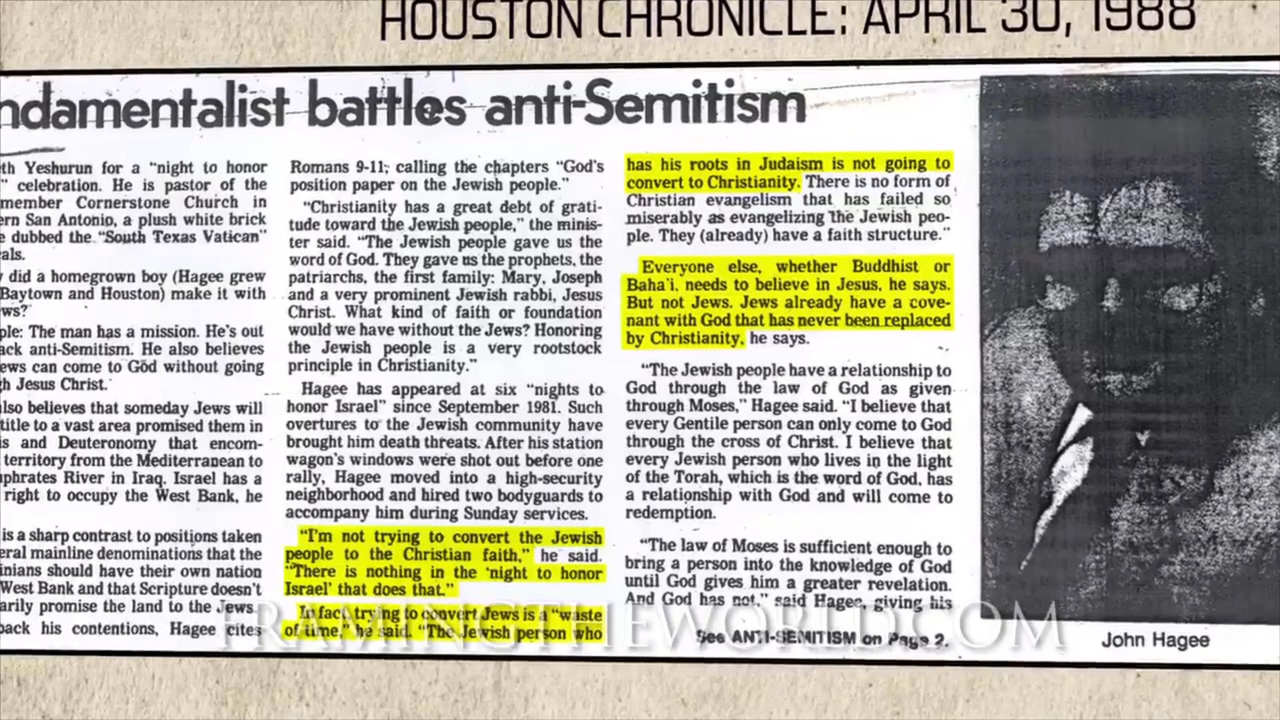 HOUSTON CHRONICLE: APRIL 30, 1988
ndamentalist battles anti-Semitism
th Yeshurun for a “night to honor
” celebration. He is pastor of the
member Cornerstone Church in
rn San Antonio, a plush white brick
e dubbed the “South Texas Vatican”
als.
did a homegrown boy (Hagee grew
Baytown and Houston) make it with
ws?”
ple: The man has a mission. He's out
ack anti-Semitism. He also believes
ews can come to God without going
h Jesus Christ.
lso believes that someday Jews will
title to a vast area promised them in
is and Deuteronomy that encom-
territory from the Mediterranean to
uphrates River in Iraq. Israel has a
right to occupy the West Bank, he
is a sharp contrast to positions taken
eral mainline denominations that the
inians should have their own nation
West Bank and that Scripture doesn't
arily promise the land to the Jews.
back his contentions, Hagee cites
Romans 9-11; calling the chapters “God's
position paper on the Jewish people.”
“Christianity has a great debt of grati-
tude toward the Jewish people,” the minis-
ter said. “The Jewish people gave us the
word of God. They gave us the prophets, the
patriarchs, the first family: Mary, Joseph
and a very prominent Jewish rabbi, Jesus
Christ. What kind of faith or foundation
would we have without the Jews? Honoring
the Jewish people is a very rootstock
principle in Christianity.”
Hagee has appeared at six “nights to
honor Israel” since September 1981. Such
overtures to the Jewish community have
brought him death threats. After his station
wagon's windows were shot out before one
rally, Hagee moved into a high-security
neighborhood and hired two bodyguards to
accompany him during Sunday services.
“I'm not trying to convert the Jewish
people to the Christian faith,” he said.
“There is nothing in the ‘night to honor
Israel’ that does that.”
In fact, trying to convert Jews is a “waste
of time,” he said. “The Jewish person who
has his roots in Judaism is not going to
convert to Christianity. There is no form of
Christian evangelism that has failed so
miserably as evangelizing the Jewish peo-
ple. They (already) have a faith structure.”
Everyone else, whether Buddhist or
Baha'i, needs to believe in Jesus, he says.
But not Jews. Jews already have a cove-
nant with God that has never been replaced
by Christianity, he says.
“The Jewish people have a relationship to
God through the law of God as given
through Moses,” Hagee said. “I believe that
every Gentile person can only come to God
through the cross of Christ. I believe that
every Jewish person who lives in the light
of the Torah, which is the word of God, has
a relationship with God and will come to
redemption.
“The law of Moses is sufficient enough to
bring a person into the knowledge of God
until God gives him a greater revelation.
And God has not,” said Hagee, giving his
See ANTI-SEMITISM on Page 2.
John Hagee
FRAMINGTHEWORLD.COM